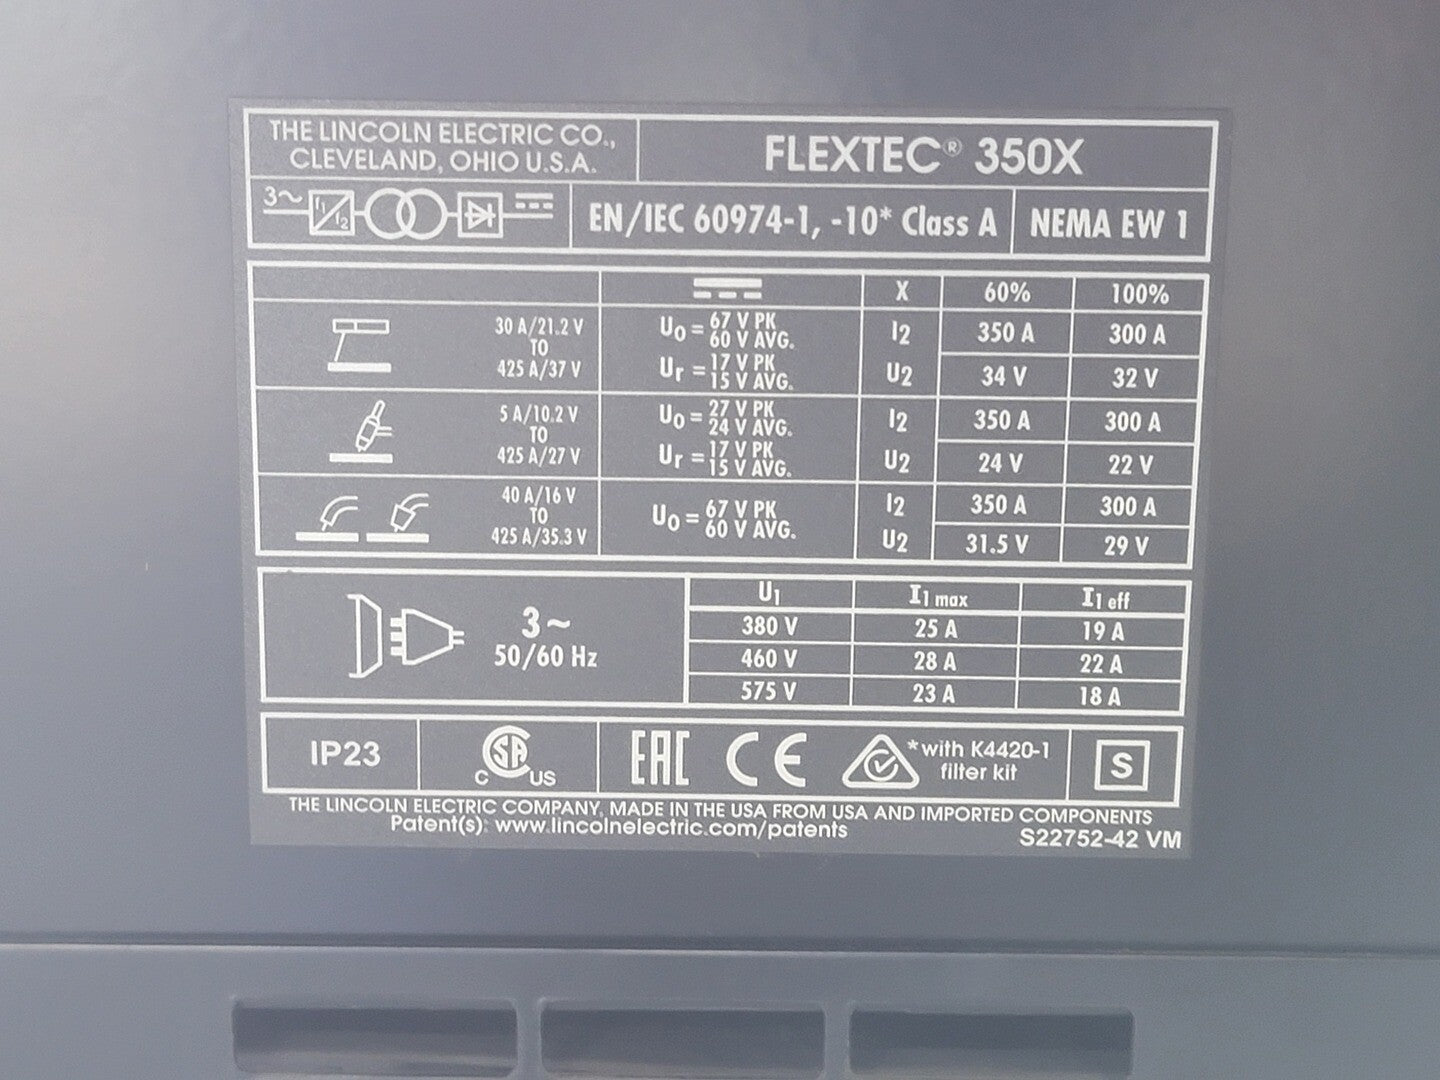 THE LINCOLN ELECTRIC CO.,
CLEVELAND, OHIO U.S.A.
FLEXTEC® 350X
3~ f1 f2
EN/IEC 60974-1, -10* Class A
NEMA EW 1
X 60% 100%
30 A/21.2 V
TO
425 A/37 V
U0 = 67 V PK
60 V AVG.
Ur = 17 V PK
15 V AVG.
I2 350 A 300 A
U2 34 V 32 V
5 A/10.2 V
TO
425 A/27 V
U0 = 27 V PK
24 V AVG.
Ur = 17 V PK
15 V AVG.
I2 350 A 300 A
U2 24 V 22 V
40 A/16 V
TO
425 A/35.3 V
U0 = 67 V PK
60 V AVG.
I2 350 A 300 A
U2 31.5 V 29 V
3~
50/60 Hz
U1 I1 max I1 eff
380 V 25 A 19 A
460 V 28 A 22 A
575 V 23 A 18 A
IP23
C SA US
EAC CE
*with K4420-1
filter kit
S
THE LINCOLN ELECTRIC COMPANY, MADE IN THE USA FROM USA AND IMPORTED COMPONENTS
Patent(s): www.lincolnelectric.com/patents
S22752-42 VM